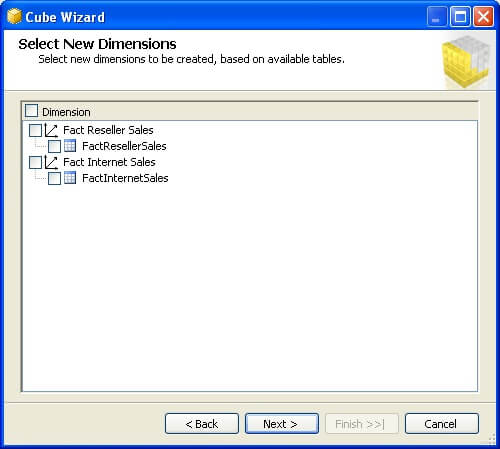 Cube Wizard
Select New Dimensions
Select new dimensions to be created, based on available tables.
Dimension
Fact Reseller Sales
FactResellerSales
Fact Internet Sales
FactInternetSales
< Back
Next >
Finish >>|
Cancel